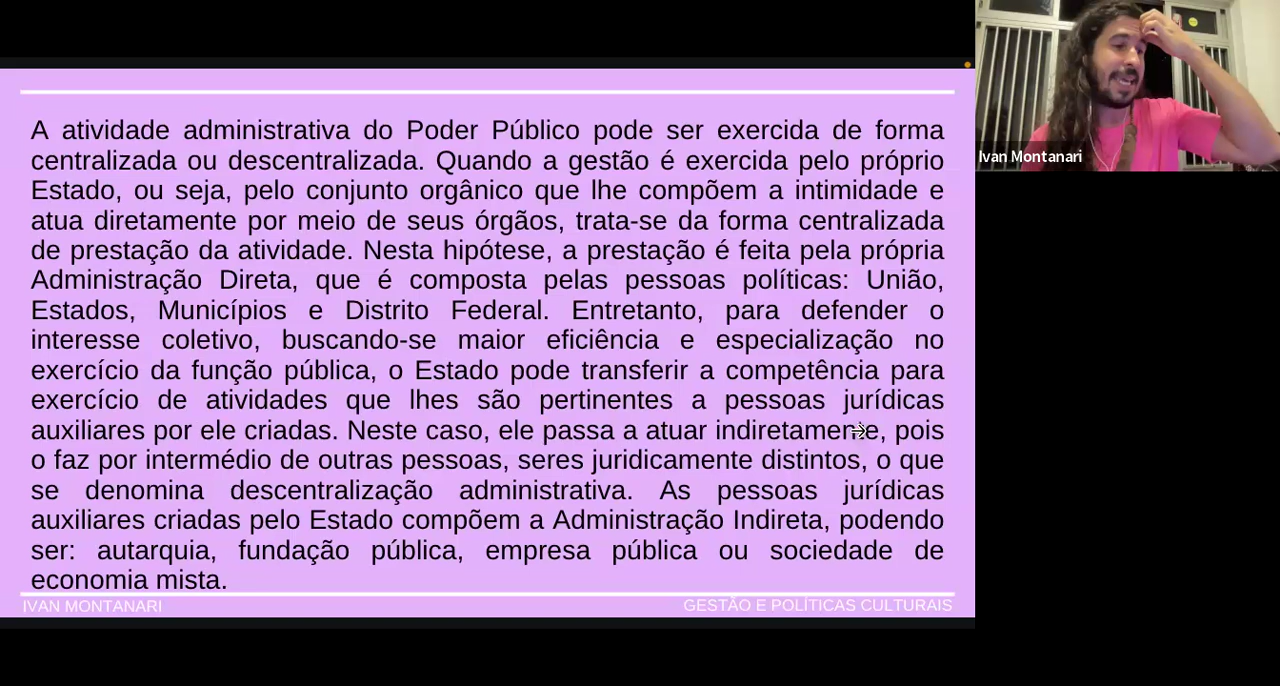 A atividade administrativa do Poder Público pode ser exercida de forma
centralizada ou descentralizada. Quando a gestão é exercida pelo próprio
Estado, ou seja, pelo conjunto orgânico que lhe compõem a intimidade e
atua diretamente por meio de seus órgãos, trata-se da forma centralizada
de prestação da atividade. Nesta hipótese, a prestação é feita pela própria
Administração Direta, que é composta pelas pessoas políticas: União,
Estados, Municípios e Distrito Federal. Entretanto, para defender o
interesse coletivo, buscando-se maior eficiência e especialização no
exercício da função pública, o Estado pode transferir a competência para
exercício de atividades que lhes são pertinentes a pessoas jurídicas
auxiliares por ele criadas. Neste caso, ele passa a atuar indiretamente, pois
o faz por intermédio de outras pessoas, seres juridicamente distintos, o que
se denomina descentralização administrativa. As pessoas jurídicas
auxiliares criadas pelo Estado compõem a Administração Indireta, podendo
ser: autarquia, fundação pública, empresa pública ou sociedade de
economia mista.
IVAN MONTANARI
GESTÃO E POLÍTICAS CULTURAIS
Ivan Montanari